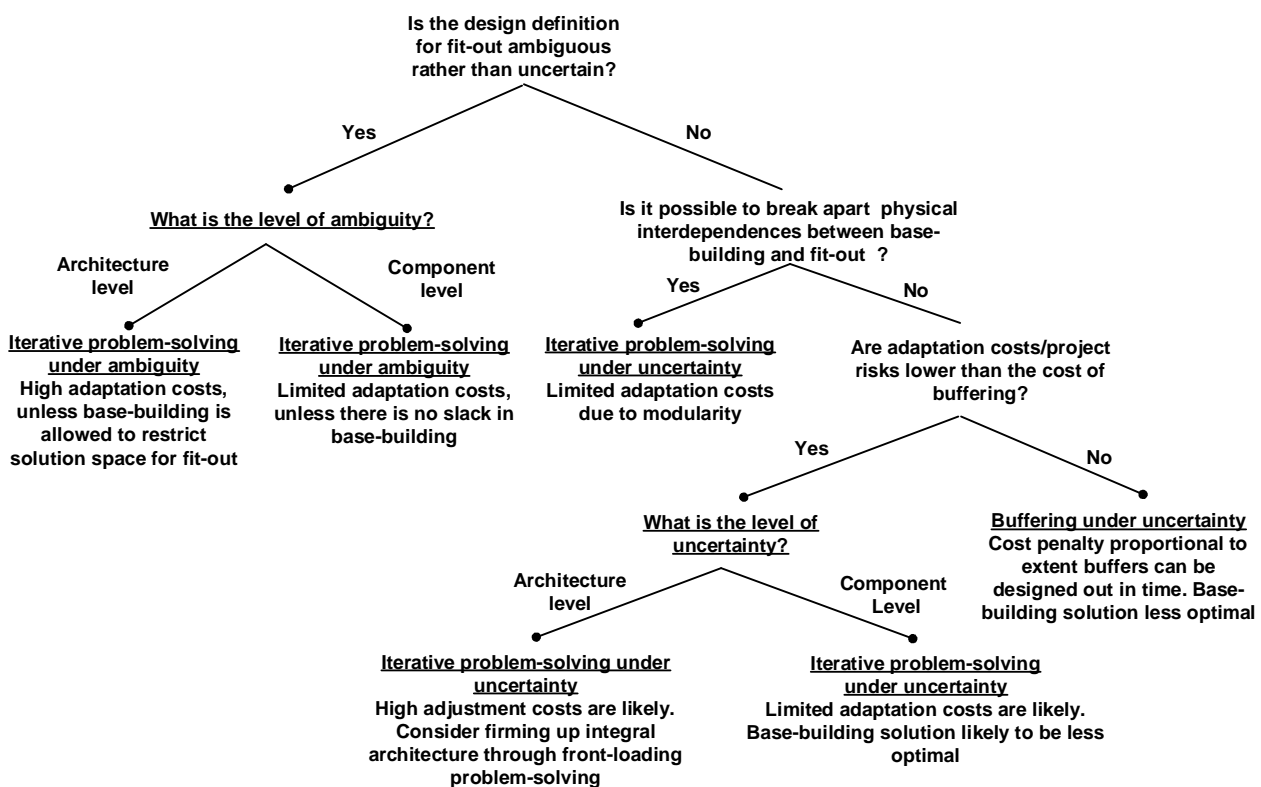 Is the design definition
for fit-out ambiguous
rather than uncertain?
Yes
No
What is the level of ambiguity?
Is it possible to break apart  physical
interdependences between base-
building and fit-out  ?
Architecture
level
Component
level
Yes
No
Iterative problem-solving
under ambiguity
High adaptation costs,
unless base-building is
allowed to restrict
solution space for fit-out
Iterative problem-solving
under ambiguity
Limited adaptation costs,
unless there is no slack in
base-building
Iterative problem-solving
under uncertainty
Limited adaptation costs
due to modularity
Are adaptation costs/project
risks lower than the cost of
buffering?
Yes
No
What is the level of
uncertainty?
Buffering under uncertainty
Cost penalty proportional to
extent buffers can be
designed out in time. Base-
building solution less optimal
Architecture
level
Component
Level
Iterative problem-solving under
uncertainty
High adjustment costs are likely.
Consider firming up integral
architecture through front-loading
problem-solving
Iterative problem-solving
under uncertainty
Limited adaptation costs are likely.
Base-building solution likely to be less
optimal